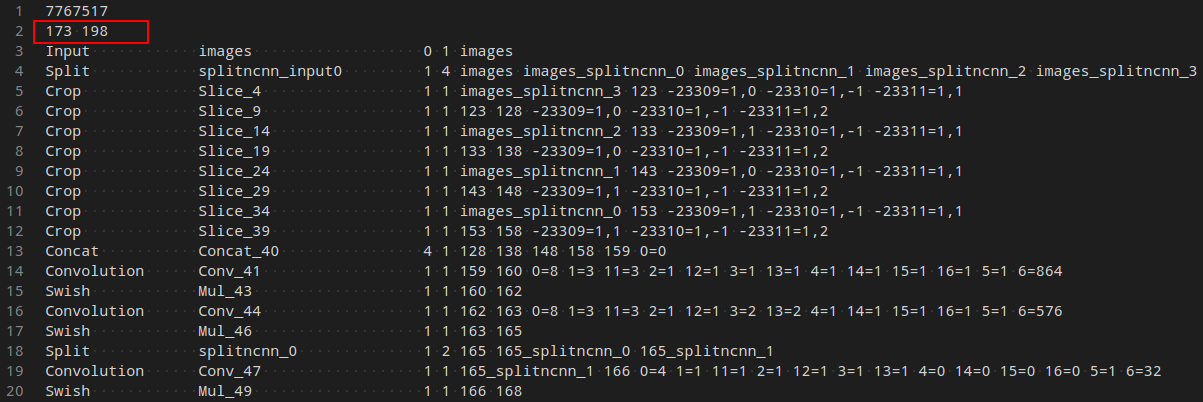 1 7767517
2 173 198
3 Input images 0 1 images
4 Split splitncnn_input0 1 4 images images_splitncnn_0 images_splitncnn_1 images_splitncnn_2 images_splitncnn_3
5 Crop Slice_4 1 1 images_splitncnn_3 123 -23309=1,0 -23310=1,-1 -23311=1,1
6 Crop Slice_9 1 1 123 128 -23309=1,0 -23310=1,-1 -23311=1,2
7 Crop Slice_14 1 1 images_splitncnn_2 133 -23309=1,1 -23310=1,-1 -23311=1,1
8 Crop Slice_19 1 1 133 138 -23309=1,0 -23310=1,-1 -23311=1,2
9 Crop Slice_24 1 1 images_splitncnn_1 143 -23309=1,0 -23310=1,-1 -23311=1,1
10 Crop Slice_29 1 1 143 148 -23309=1,1 -23310=1,-1 -23311=1,2
11 Crop Slice_34 1 1 images_splitncnn_0 153 -23309=1,1 -23310=1,-1 -23311=1,1
12 Crop Slice_39 1 1 153 158 -23309=1,1 -23310=1,-1 -23311=1,2
13 Concat Concat_40 4 1 128 138 148 158 159 0=0
14 Convolution Conv_41 1 1 159 160 0=8 1=3 11=3 2=1 12=1 3=1 13=1 4=1 14=1 15=1 16=1 5=1 6=864
15 Swish Mul_43 1 1 160 162
16 Convolution Conv_44 1 1 162 163 0=8 1=3 11=3 2=1 12=1 3=2 13=2 4=1 14=1 15=1 16=1 5=1 6=576
17 Swish Mul_46 1 1 163 165
18 Split splitncnn_0 1 2 165 165_splitncnn_0 165_splitncnn_1
19 Convolution Conv_47 1 1 165_splitncnn_1 166 0=4 1=1 11=1 2=1 12=1 3=1 13=1 4=0 14=0 15=0 16=0 5=1 6=32
20 Swish Mul_49 1 1 166 168